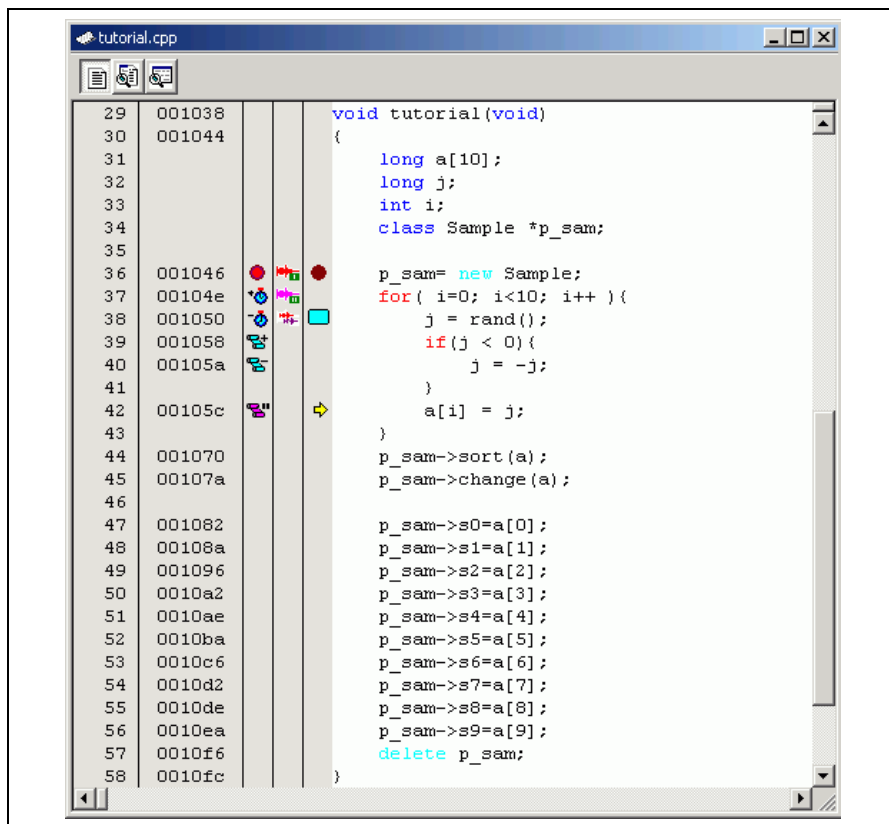 tutorial.cpp
29 001038 void tutorial(void)
30 001044 {
31 long a[10];
32 long j;
33 int i;
34 class Sample *p_sam;
35
36 001046 p_sam= new Sample;
37 00104e for( i=0; i<10; i++ ){
38 001050 j = rand();
39 001058 if(j < 0){
40 00105a j = -j;
41 }
42 00105c a[i] = j;
43 }
44 001070 p_sam->sort(a);
45 00107a p_sam->change(a);
46
47 001082 p_sam->s0=a[0];
48 00108a p_sam->s1=a[1];
49 001096 p_sam->s2=a[2];
50 0010a2 p_sam->s3=a[3];
51 0010ae p_sam->s4=a[4];
52 0010ba p_sam->s5=a[5];
53 0010c6 p_sam->s6=a[6];
54 0010d2 p_sam->s7=a[7];
55 0010de p_sam->s8=a[8];
56 0010ea p_sam->s9=a[9];
57 0010f6 delete p_sam;
58 0010fc }